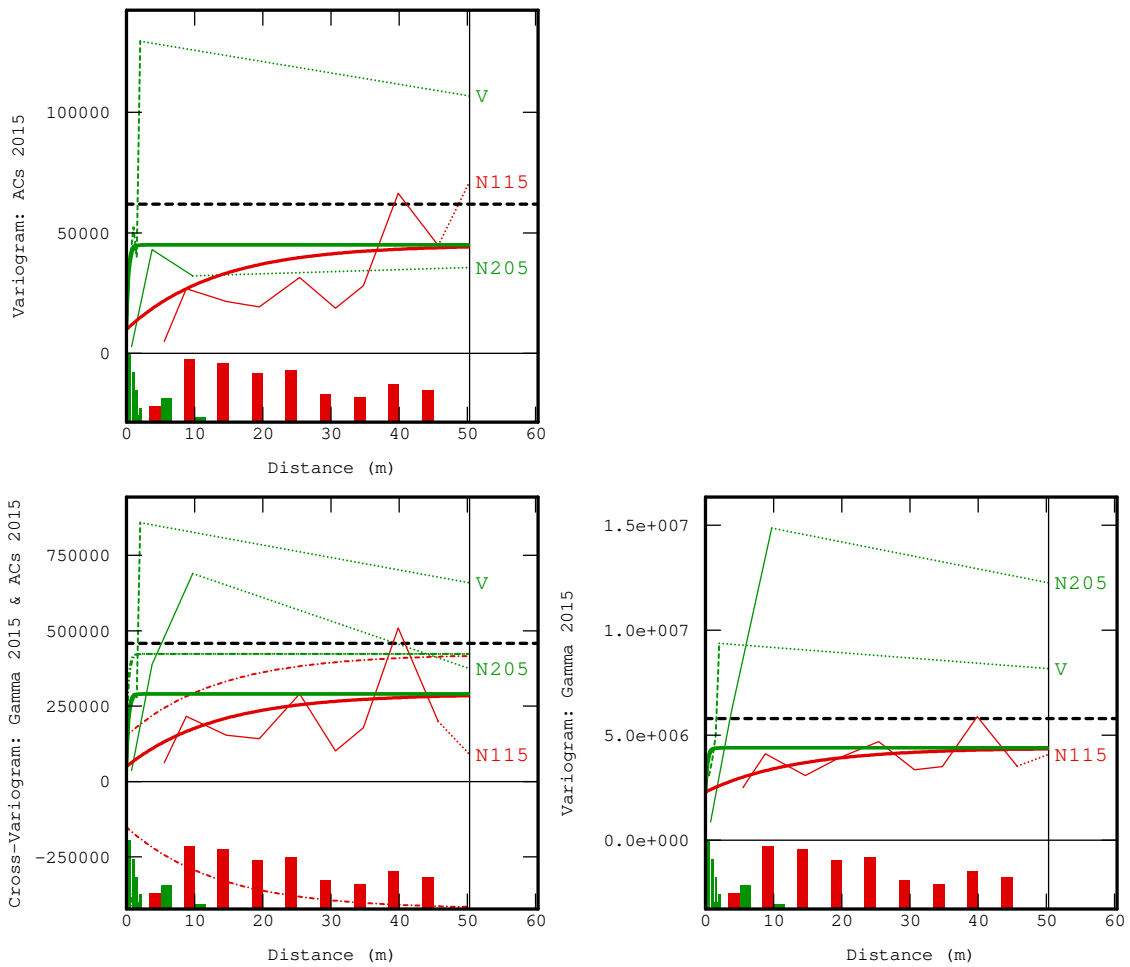 Variogram: ACs 2015
100000
50000
0
V
N115
N205
0 10 20 30 40 50 60
Distance (m)
Cross-Variogram: Gamma 2015 & ACs 2015
750000
500000
250000
0
-250000
V
N205
N115
0 10 20 30 40 50 60
Distance (m)
Variogram: Gamma 2015
1.5e+007
1.0e+007
5.0e+006
0.0e+000
N205
V
N115
0 10 20 30 40 50 60
Distance (m)